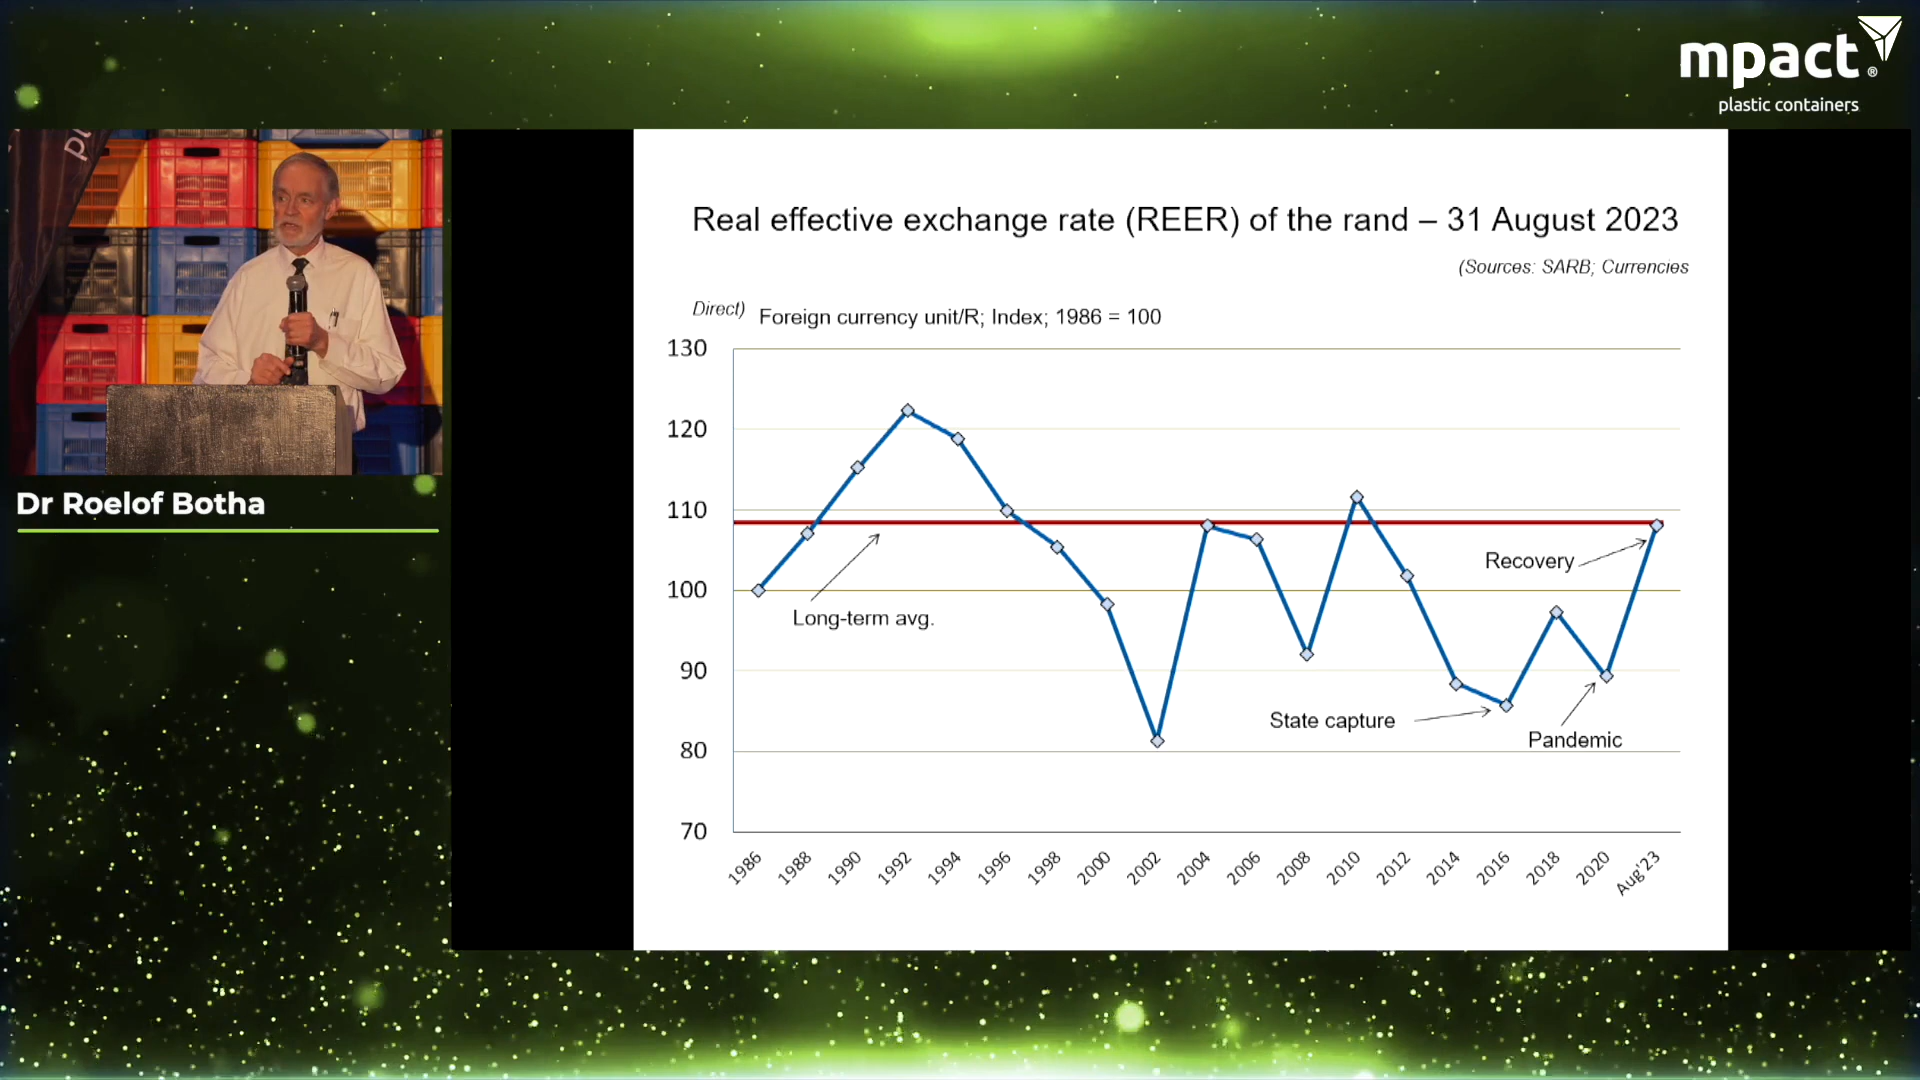 mpact®
plastic containers
Dr Roelof Botha
Real effective exchange rate (REER) of the rand – 31 August 2023
(Sources: SARB; Currencies
Direct) Foreign currency unit/R; Index; 1986 = 100
130
120
110
100
90
80
70
Long-term avg.
Recovery
State capture
Pandemic
1986
1988
1990
1992
1994
1996
1998
2000
2002
2004
2006
2008
2010
2012
2014
2016
2018
2020
Aug'23